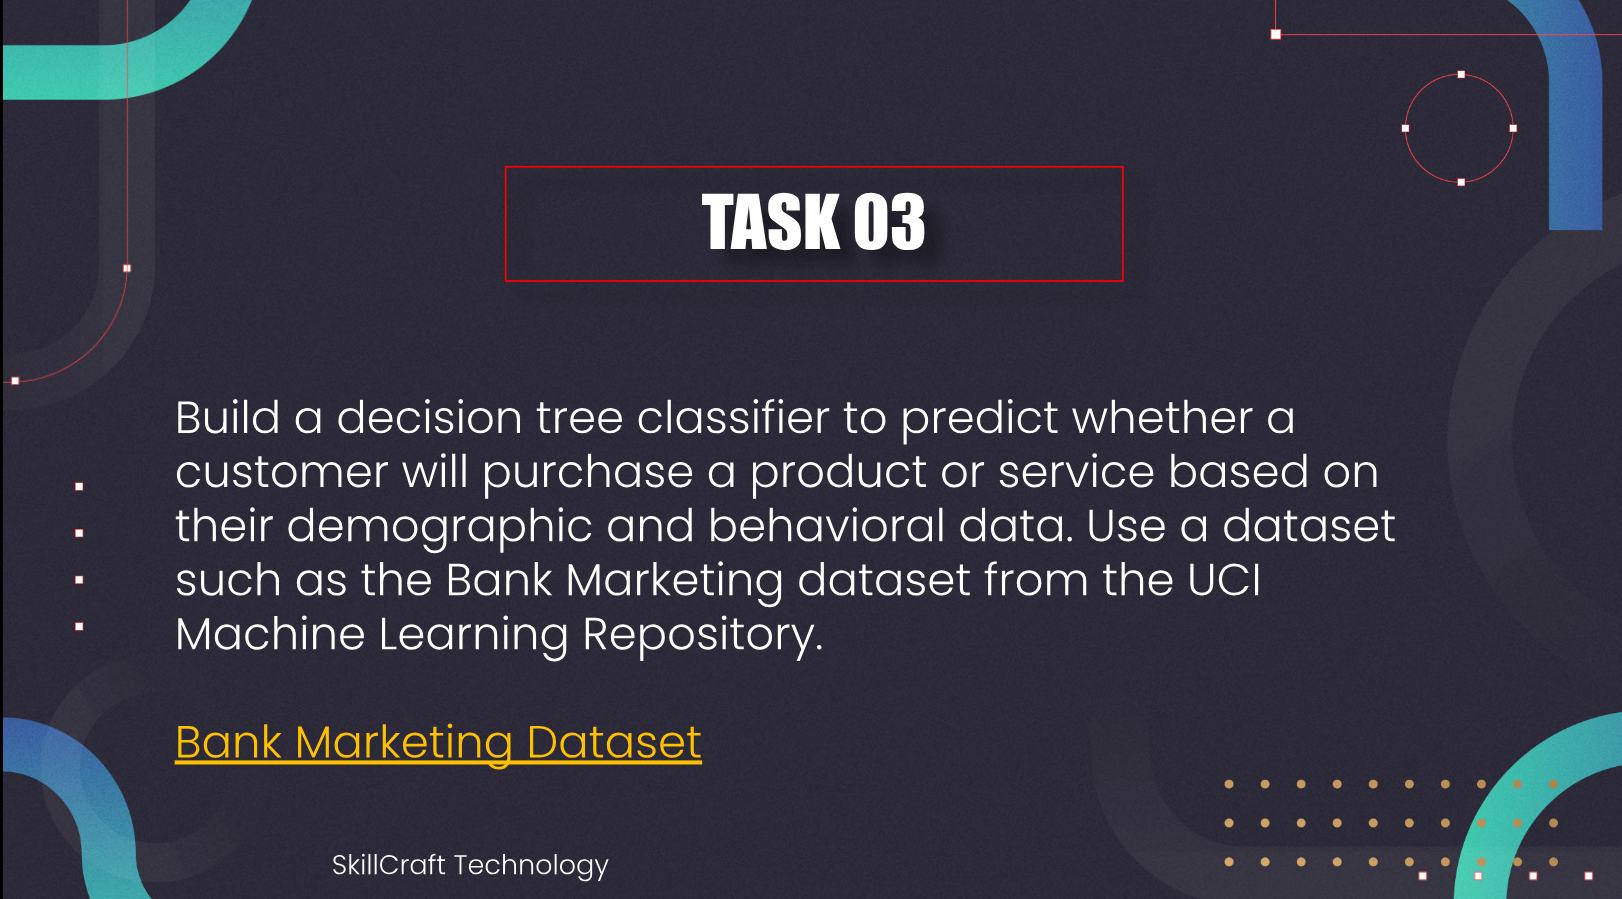 TASK 03
Build a decision tree classifier to predict whether a
customer will purchase a product or service based on
their demographic and behavioral data. Use a dataset
such as the Bank Marketing dataset from the UCI
Machine Learning Repository.
Bank Marketing Dataset
SkillCraft Technology